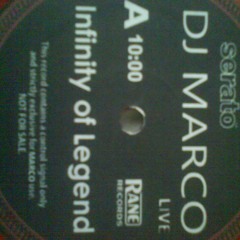 serato
DJ MARCO
LIVE
A 10:00
RANE
RECORDS
Infinity of Legend
This record contains a control signal only
and strictly exclusive for MARCO use.
NOT FOR SALE.